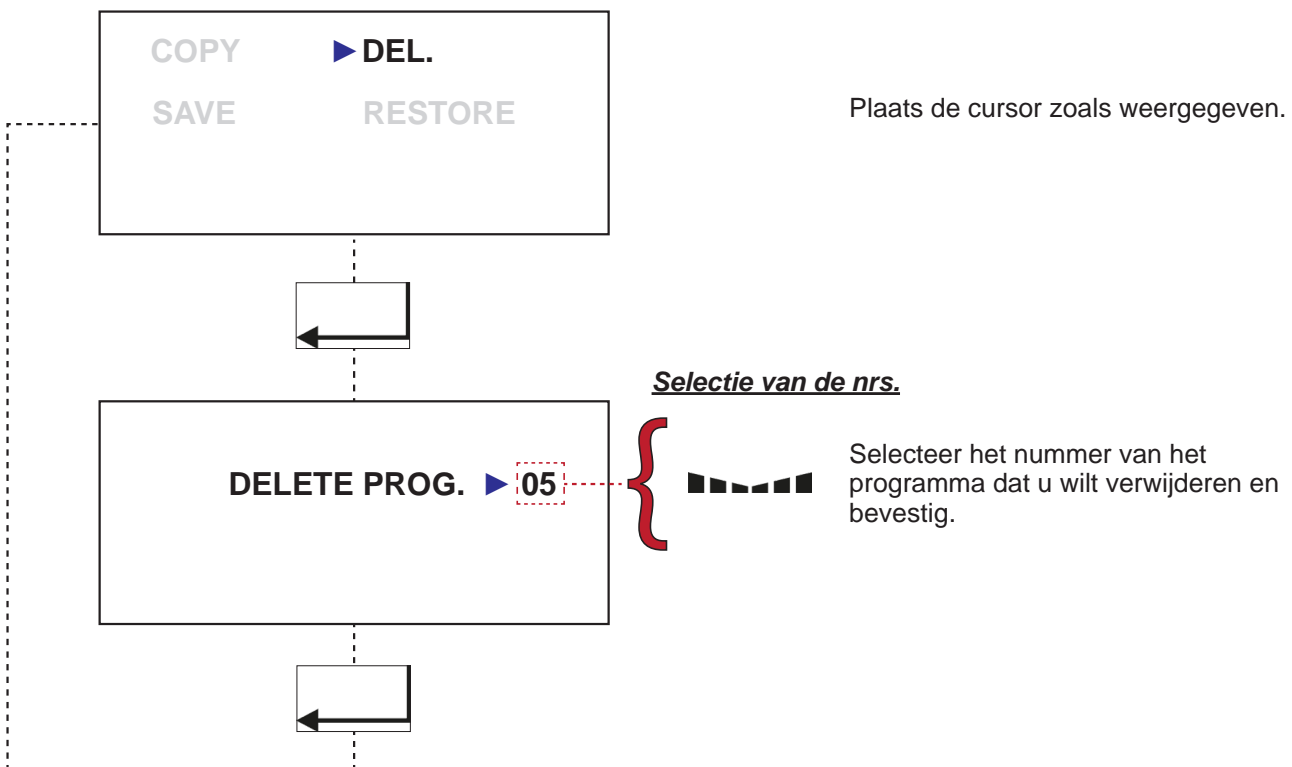 COPY ►DEL.
SAVE RESTORE
Plaats de cursor zoals weergegeven.
Selectie van de nrs.
DELETE PROG. ► 05
Selecteer het nummer van het
programma dat u wilt verwijderen en
bevestig.